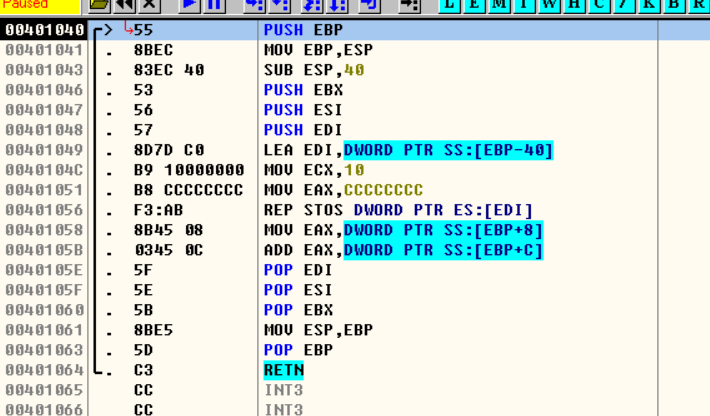 Paused L E M T W H C / K B R
00401040 > 55 PUSH EBP
00401041 . 8BEC MOV EBP,ESP
00401043 . 83EC 40 SUB ESP,40
00401046 . 53 PUSH EBX
00401047 . 56 PUSH ESI
00401048 . 57 PUSH EDI
00401049 . 8D7D C0 LEA EDI,DWORD PTR SS:[EBP-40]
0040104C . B9 10000000 MOV ECX,10
00401051 . B8 CCCCCCCC MOV EAX,CCCCCCCC
00401056 . F3:AB REP STOS DWORD PTR ES:[EDI]
00401058 . 8B45 08 MOV EAX,DWORD PTR SS:[EBP+8]
0040105B . 0345 0C ADD EAX,DWORD PTR SS:[EBP+C]
0040105E . 5F POP EDI
0040105F . 5E POP ESI
00401060 . 5B POP EBX
00401061 . 8BE5 MOV ESP,EBP
00401063 . 5D POP EBP
00401064 . C3 RETN
00401065 CC INT3
00401066 CC INT3